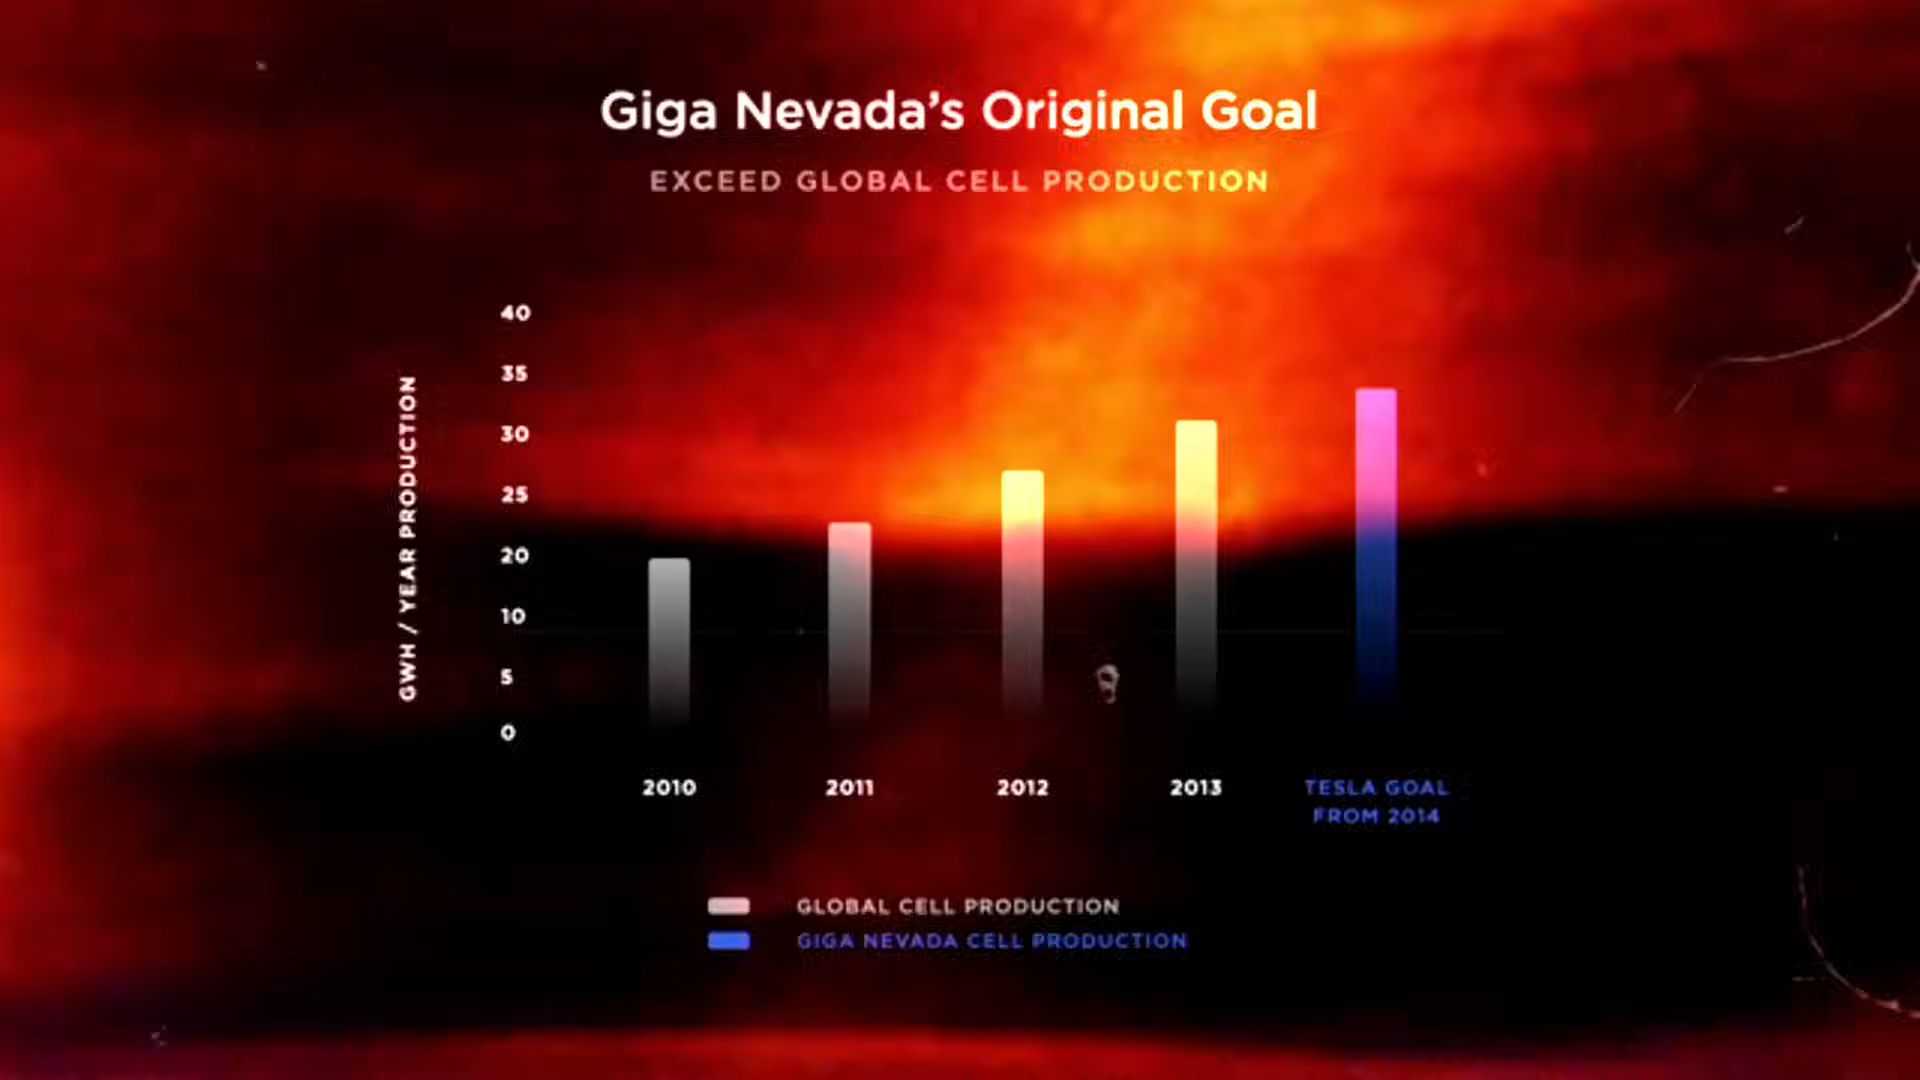 Giga Nevada’s Original Goal
EXCEED GLOBAL CELL PRODUCTION
GWH / YEAR PRODUCTION
40
35
30
25
20
10
5
0
2010
2011
2012
2013
TESLA GOAL
FROM 2014
GLOBAL CELL PRODUCTION
GIGA NEVADA CELL PRODUCTION